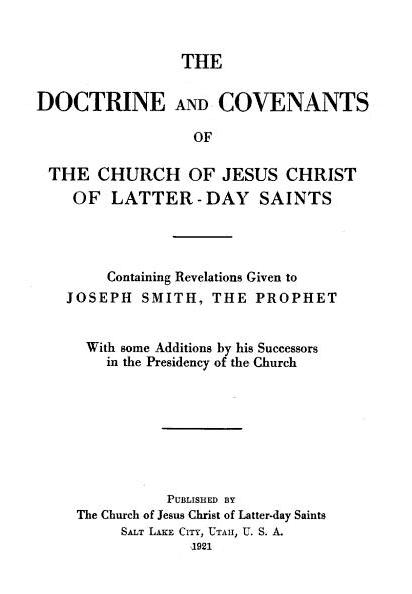 THE
DOCTRINE AND COVENANTS
OF
THE CHURCH OF JESUS CHRIST
OF LATTER-DAY SAINTS
Containing Revelations Given to
JOSEPH SMITH, THE PROPHET
With some Additions by his Successors
in the Presidency of the Church
PUBLISHED BY
The Church of Jesus Christ of Latter-day Saints
SALT LAKE CITY, UTAH, U. S. A.
1921